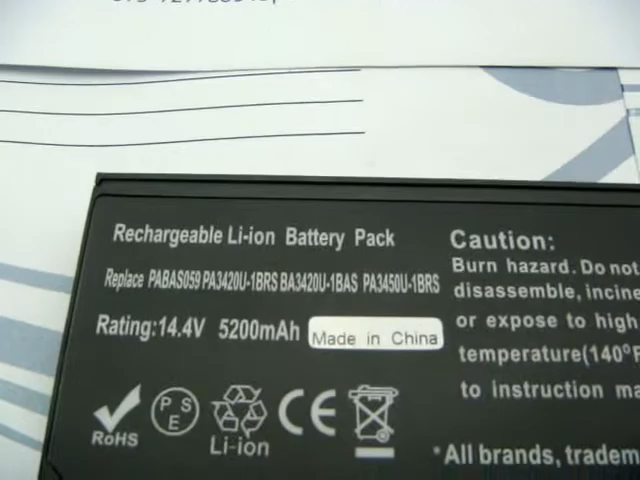 Rechargeable Li-ion Battery Pack
Replace PABAS059 PA3420U-1BRS BA3420U-1BAS PA3450U-1BRS
Rating:14.4V 5200mAh
Made in China
RoHS
PSE
Li-ion
CE
Caution:
Burn hazard. Do not
disassemble, incine
or expose to high
temperature(140°F
to instruction ma
*All brands, tradem